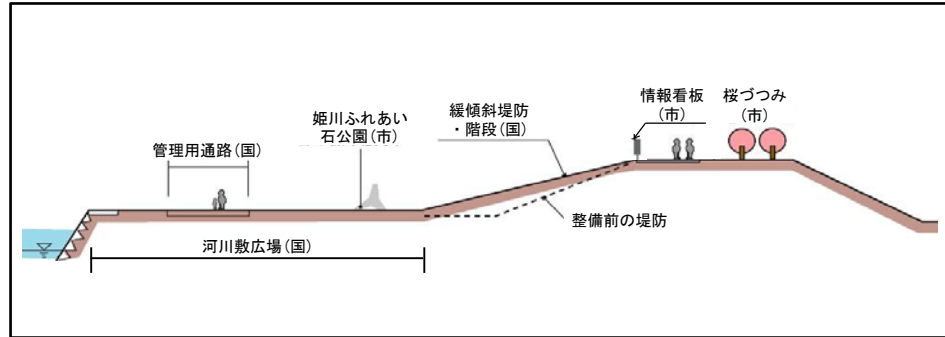 情報看板
(市)
桜づつみ
(市)
姫川ふれあい
石公園(市)
緩傾斜堤防
・階段(国)
管理用通路(国)
整備前の堤防
河川敷広場(国)